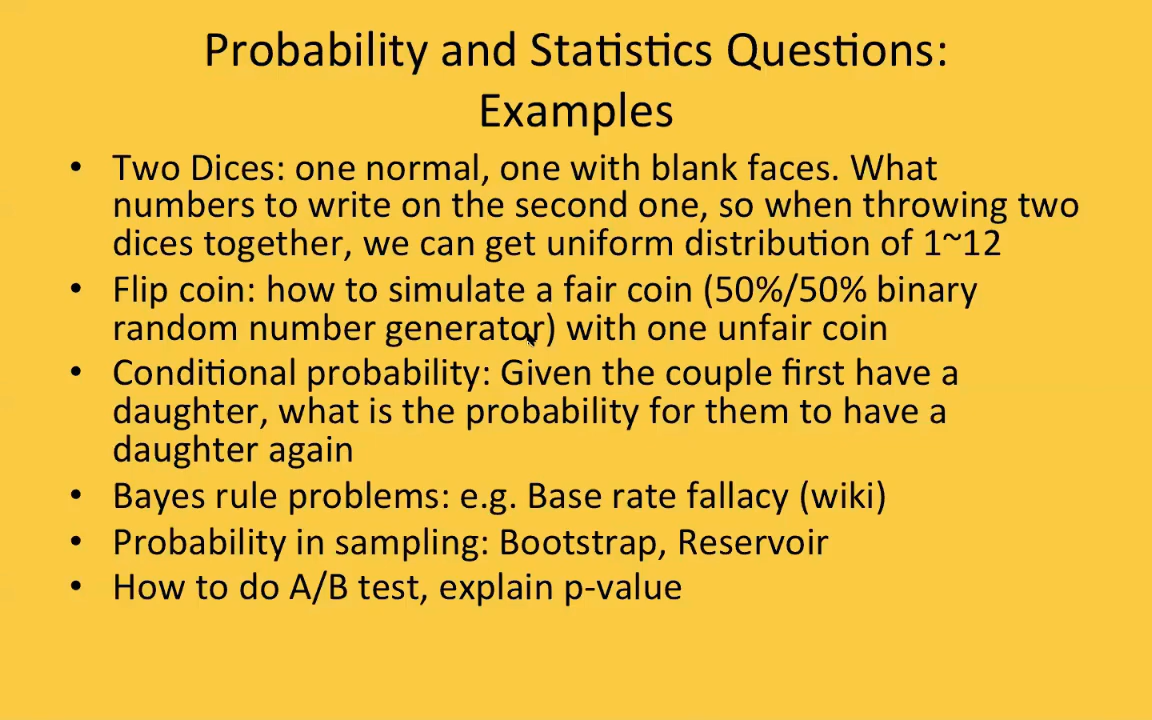 Probability and Statistics Questions:
Examples
• Two Dices: one normal, one with blank faces. What
numbers to write on the second one, so when throwing two
dices together, we can get uniform distribution of 1~12
• Flip coin: how to simulate a fair coin (50%/50% binary
random number generator) with one unfair coin
• Conditional probability: Given the couple first have a
daughter, what is the probability for them to have a
daughter again
• Bayes rule problems: e.g. Base rate fallacy (wiki)
• Probability in sampling: Bootstrap, Reservoir
• How to do A/B test, explain p-value